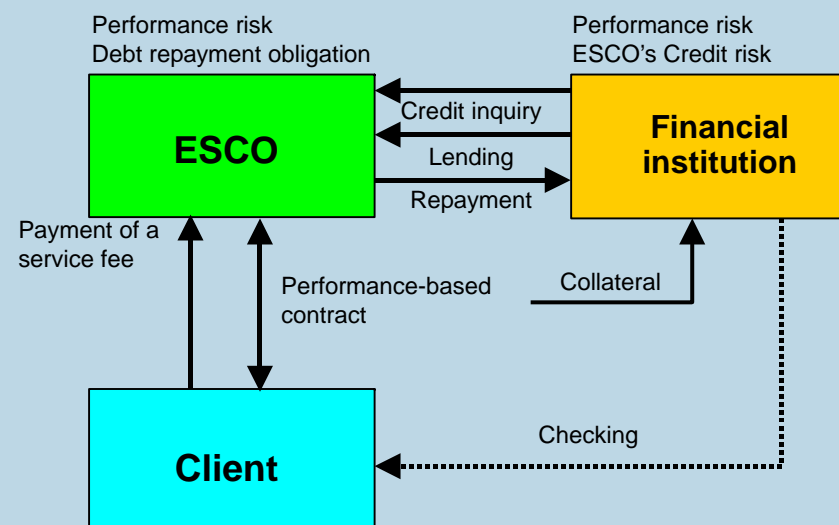 Performance risk
Debt repayment obligation
Performance risk
ESCO's Credit risk
ESCO
Credit inquiry
Lending
Repayment
Financial
institution
Payment of a
service fee
Performance-based
contract
Collateral
Client
Checking